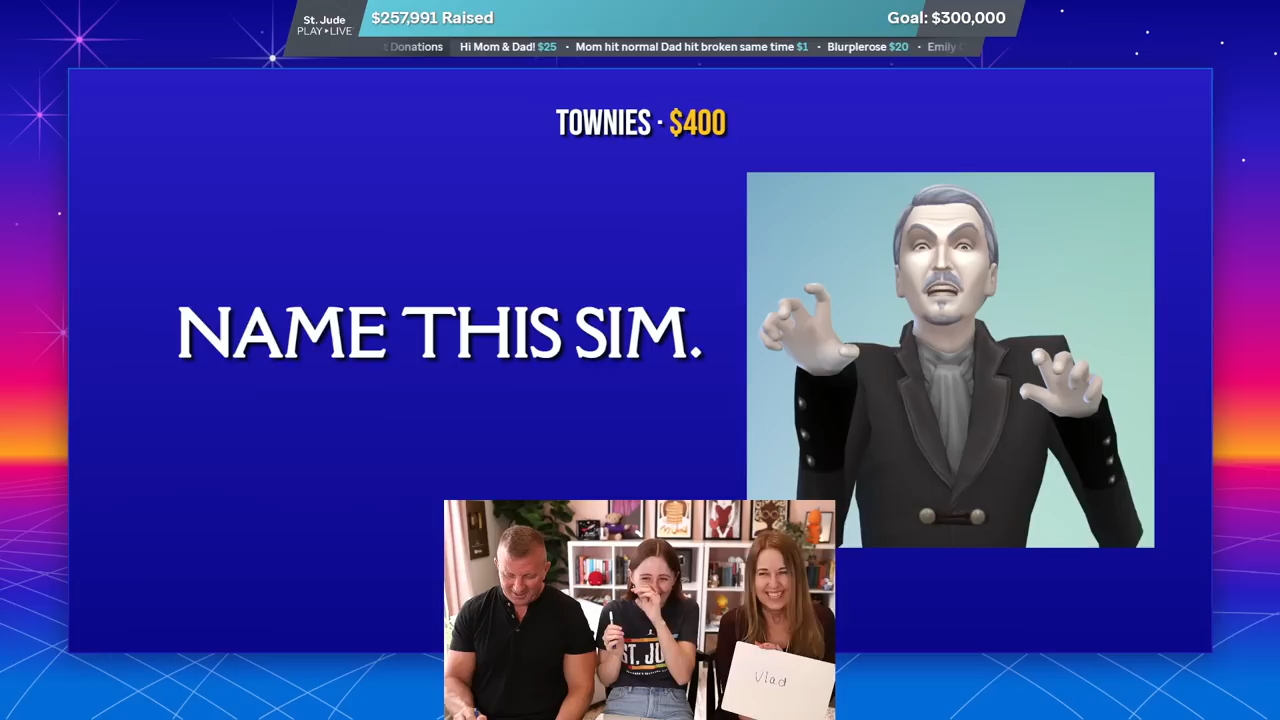 St. Jude
PLAY LIVE
$257,991 Raised
Goal: $300,000
Donations Hi Mom & Dad! $25 · Mom hit normal Dad hit broken same time $1 · Blurplerose $20 · Emily
TOWNIES · $400
NAME THIS SIM.
ST. JU
Vlad